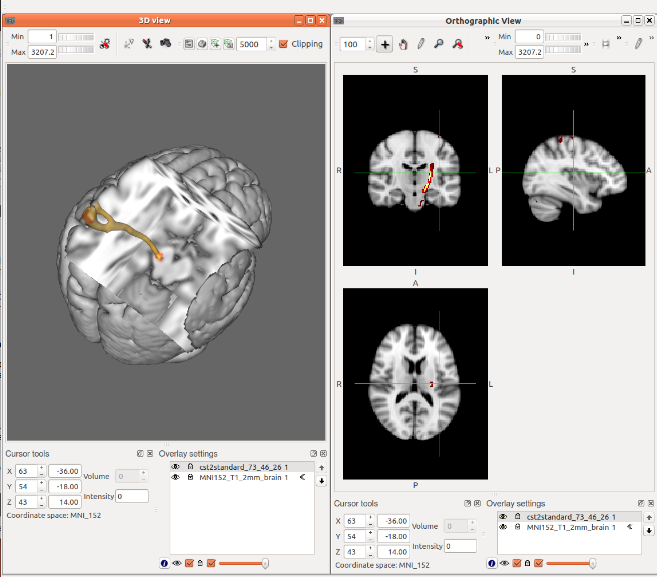 3D view
Min 1
Max 3207.2
5000
Clipping
Cursor tools
X 63 -36.00
Y 54 -18.00
Z 43 14.00
Volume 0
Intensity 0
Coordinate space: MNI_152
Overlay settings
cst2standard_73_46_26 1
MNI152_T1_2mm_brain 1
Orthographic View
100
Min 0
Max 3207.2
»
»
»
»
S
R L
I
S
P A
I
A
R L
P
Cursor tools
X 63 -36.00
Y 54 -18.00
Z 43 14.00
Volume 0
Intensity 0
Coordinate space: MNI_152
Overlay settings
cst2standard_73_46_26 1
MNI152_T1_2mm_brain 1